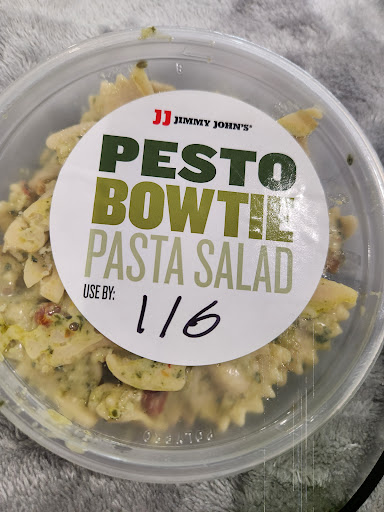 JJ JIMMY JOHN'S®
PESTO
BOWTIE
PASTA SALAD
USE BY: 1/6